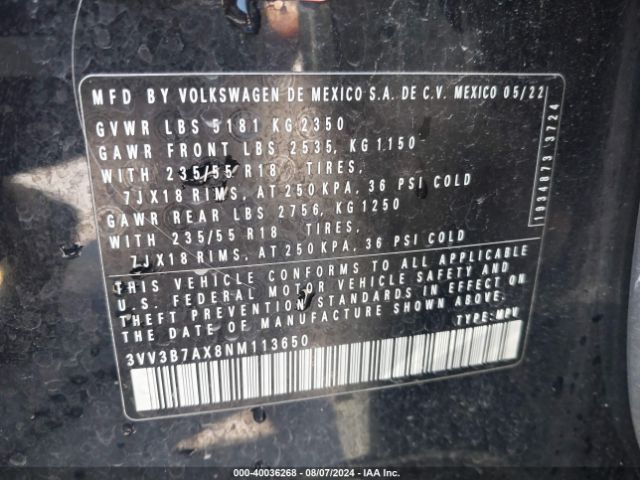 MFD BY VOLKSWAGEN DE MEXICO S.A. DE C.V. MEXICO 05/22
GVWR LBS 5181 KG 2350
GAWR FRONT LBS 2535, KG 1150
WITH 235/55 R18 TIRES,
7JX18 RIMS, AT 250 KPA, 36 PSI COLD
GAWR REAR LBS 2756, KG 1250
WITH 235/55 R18 TIRES,
7JX18 RIMS, AT 250 KPA, 36 PSI COLD
THIS VEHICLE CONFORMS TO ALL APPLICABLE
U.S. FEDERAL MOTOR VEHICLE SAFETY AND
THEFT PREVENTION STANDARDS IN EFFECT ON
THE DATE OF MANUFACTURE SHOWN ABOVE.
3VV3B7AX8NM113650
TYPE: MPV
1934973 3724
000-40036268 - 08/07/2024 - IAA Inc.